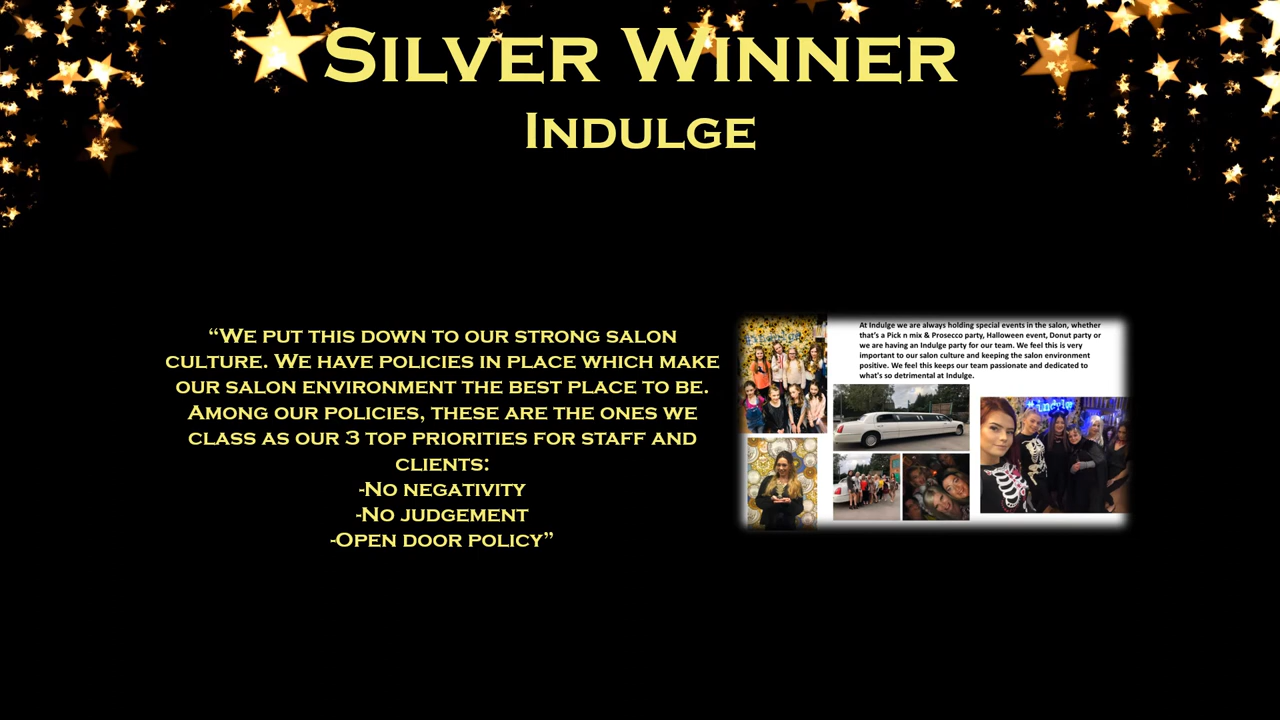 Silver Winner
Indulge
“We put this down to our strong salon
culture. We have policies in place which make
our salon environment the best place to be.
Among our policies, these are the ones we
class as our 3 top priorities for staff and
clients:
-No negativity
-No judgement
-Open door policy”
At Indulge we are always holding special events in the salon, whether
that's a Pick n mix & Prosecco party, Halloween event, Donut party or
we are having an Indulge party for our team. We feel this is very
important to our salon culture and keeping the salon environment
positive. We feel this keeps our team passionate and dedicated to
what's so detrimental at Indulge.